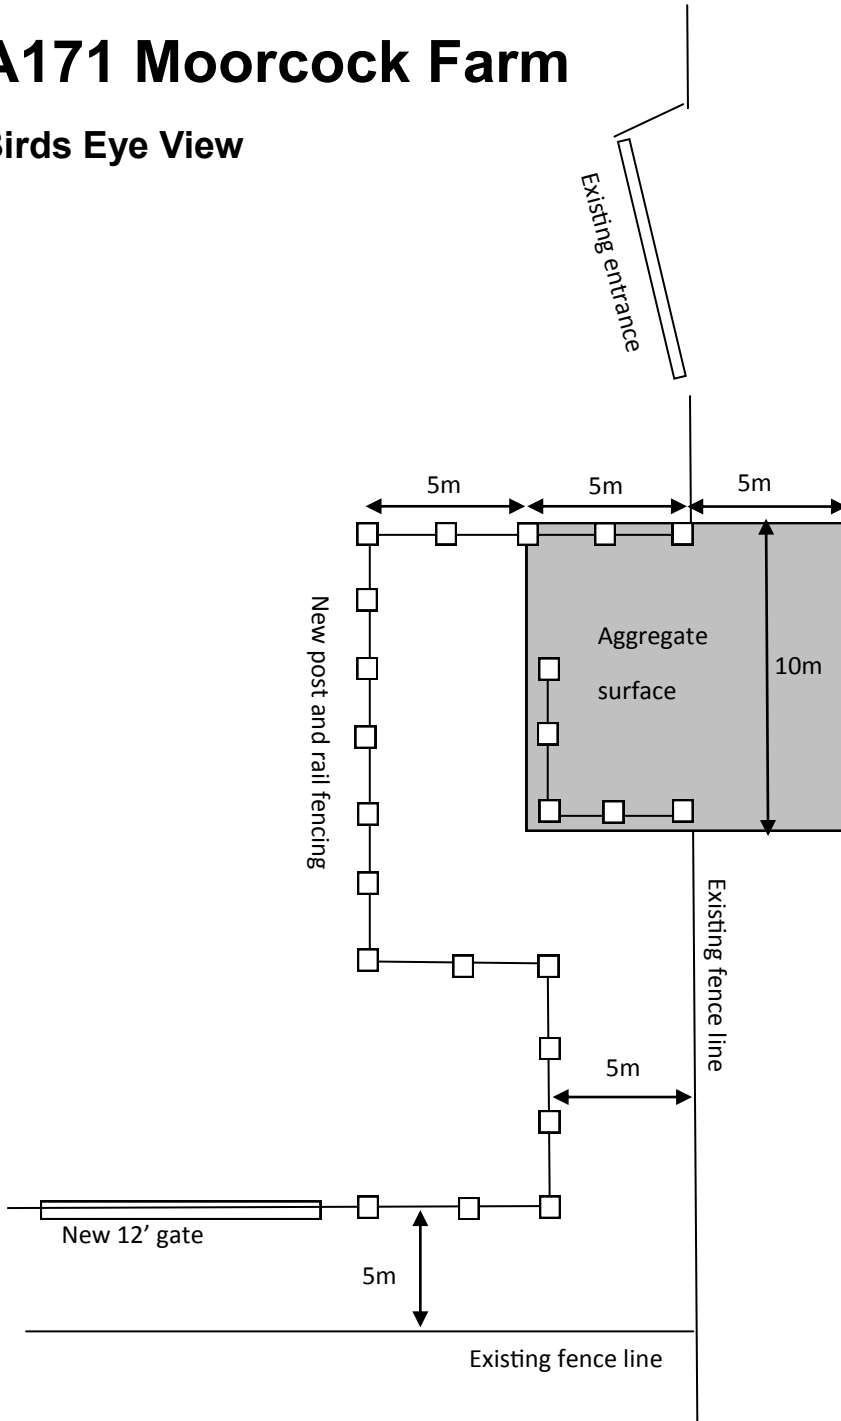 A171 Moorcock Farm
Birds Eye View
Existing entrance
5m
5m
5m
New post and rail fencing
Aggregate
surface
10m
Existing fence line
5m
New 12’ gate
5m
Existing fence line